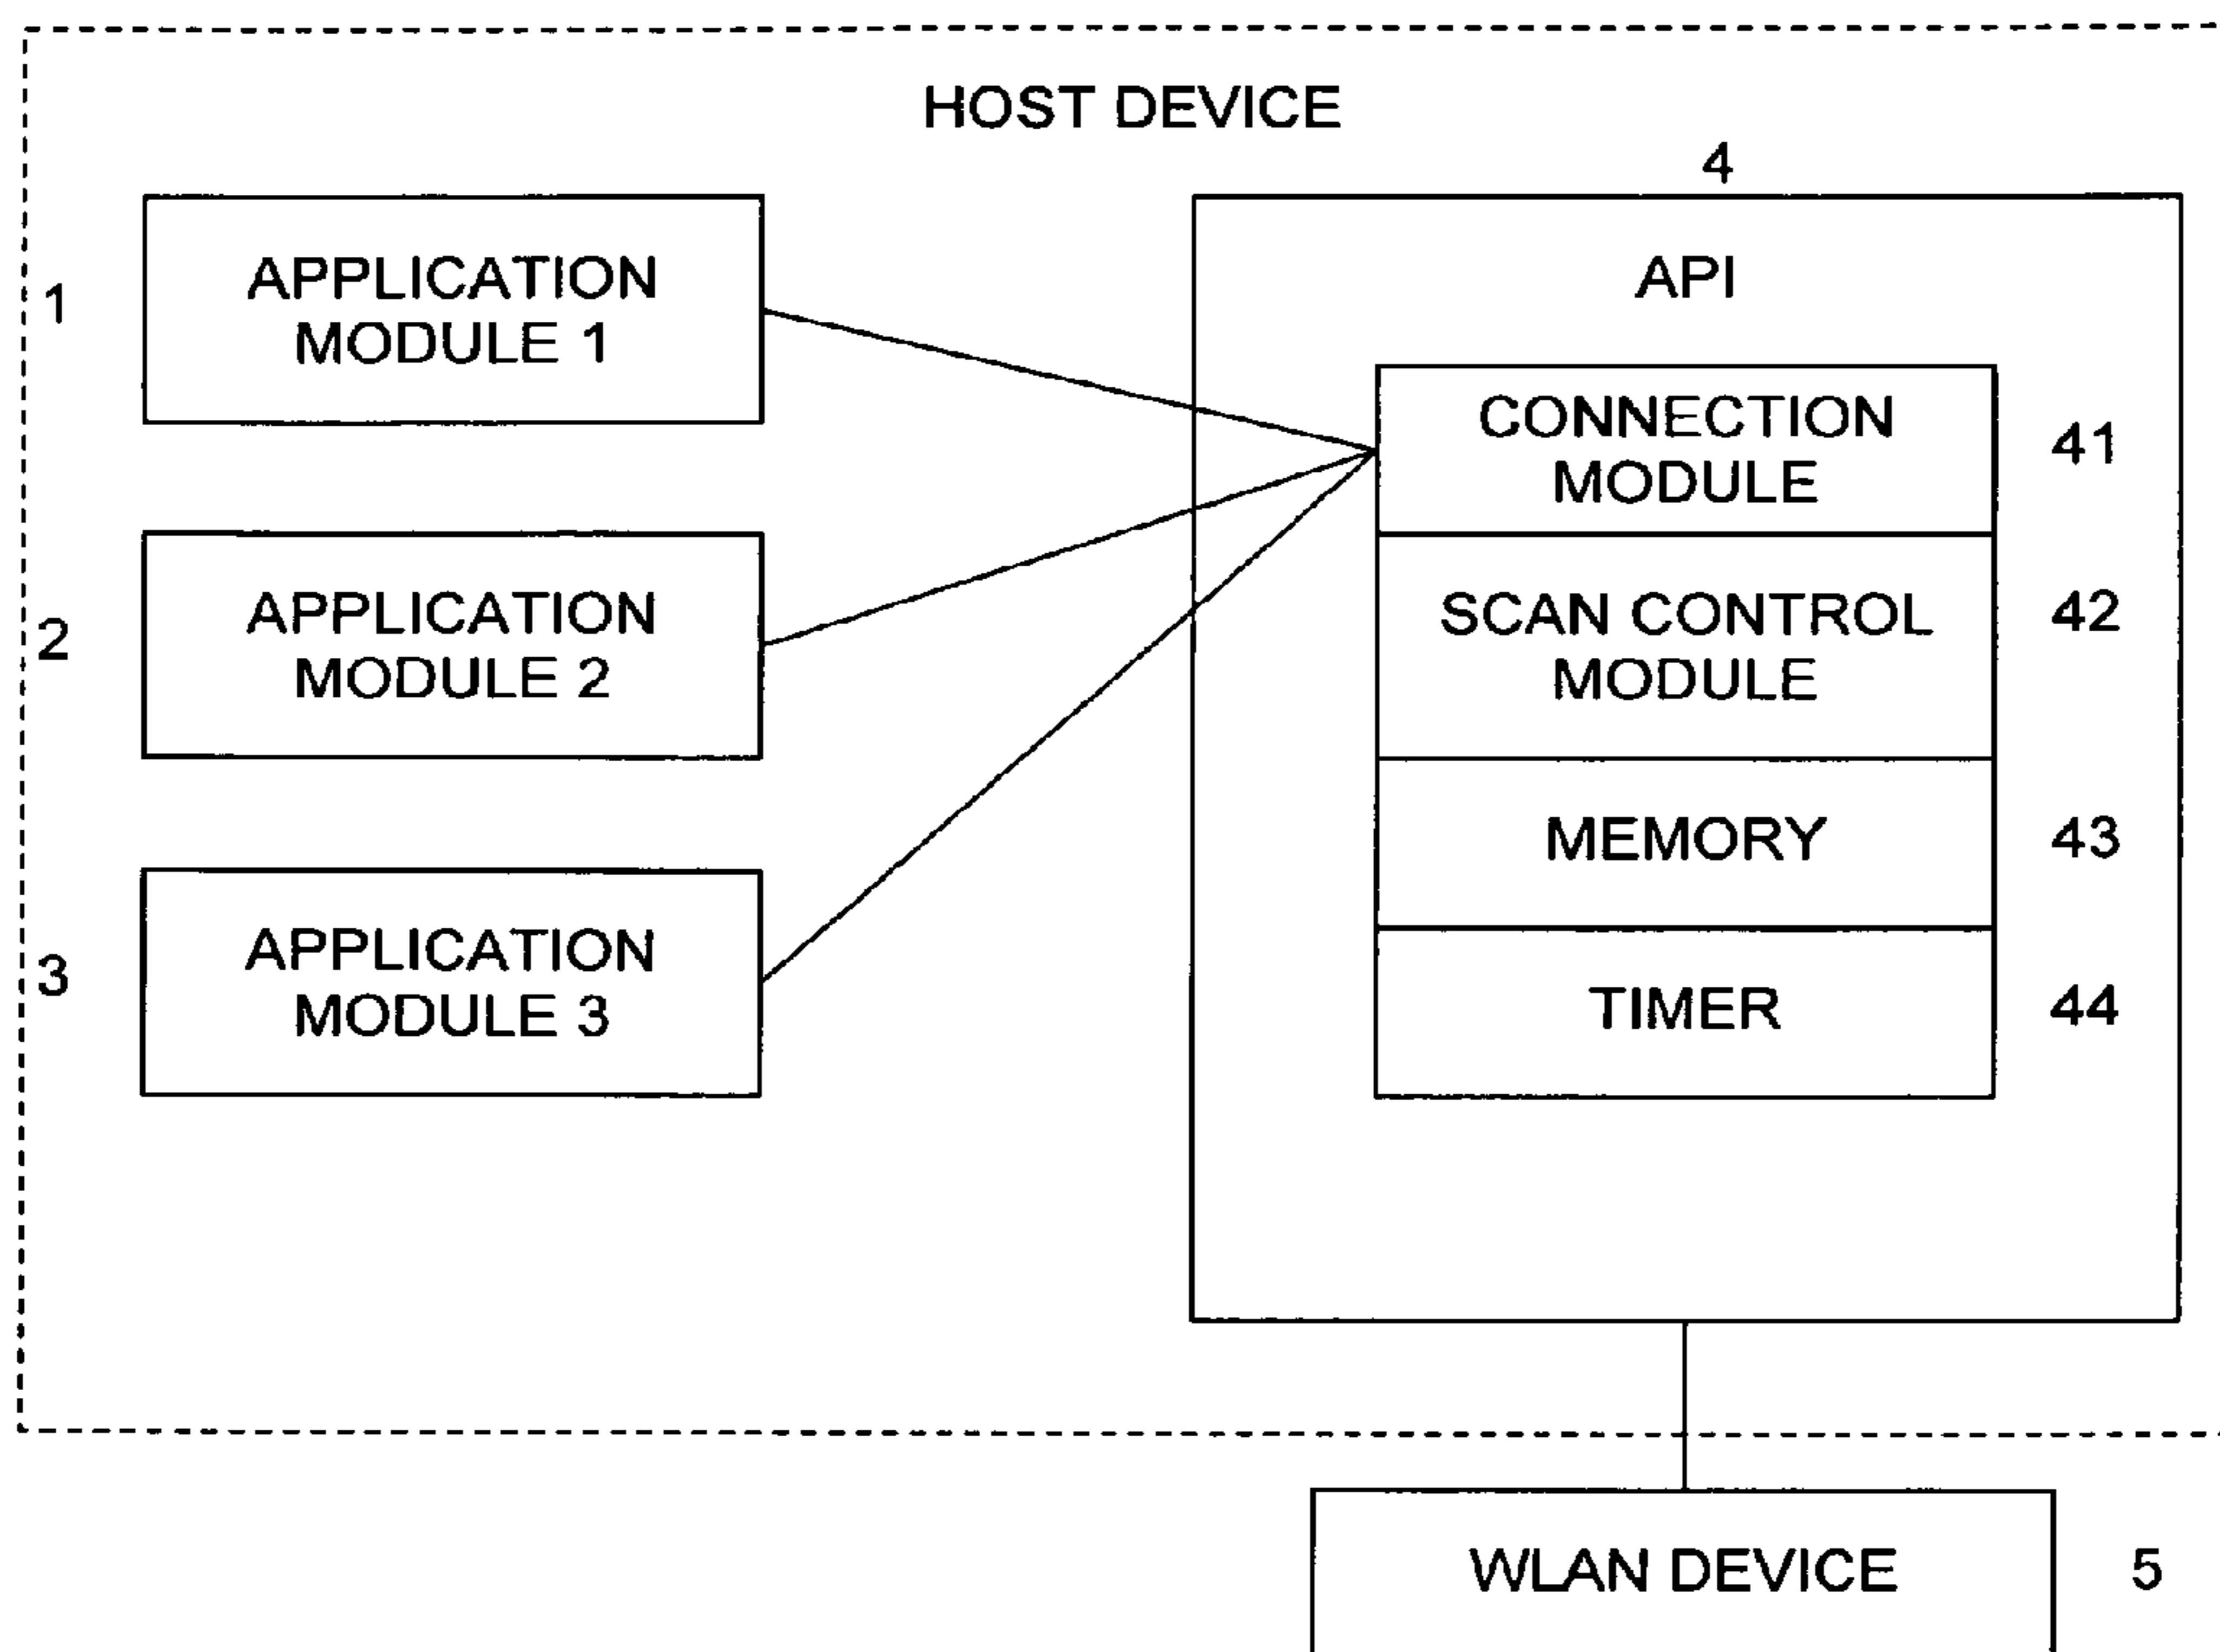 HOST DEVICE
4
API
1
APPLICATION
MODULE 1
2
APPLICATION
MODULE 2
3
APPLICATION
MODULE 3
CONNECTION
MODULE
41
SCAN CONTROL
MODULE
42
MEMORY
43
TIMER
44
WLAN DEVICE
5